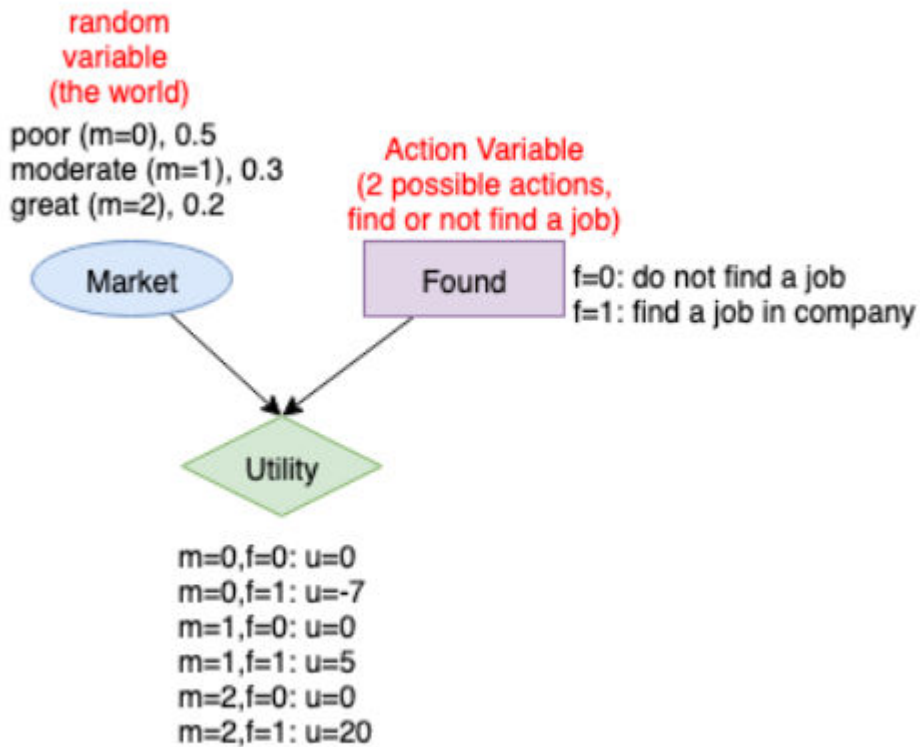 random
variable
(the world)
poor (m=0), 0.5
moderate (m=1), 0.3
great (m=2), 0.2
Action Variable
(2 possible actions,
find or not find a job)
Market
Found
f=0: do not find a job
f=1: find a job in company
Utility
m=0,f=0: u=0
m=0,f=1: u=-7
m=1,f=0: u=0
m=1,f=1: u=5
m=2,f=0: u=0
m=2,f=1: u=20